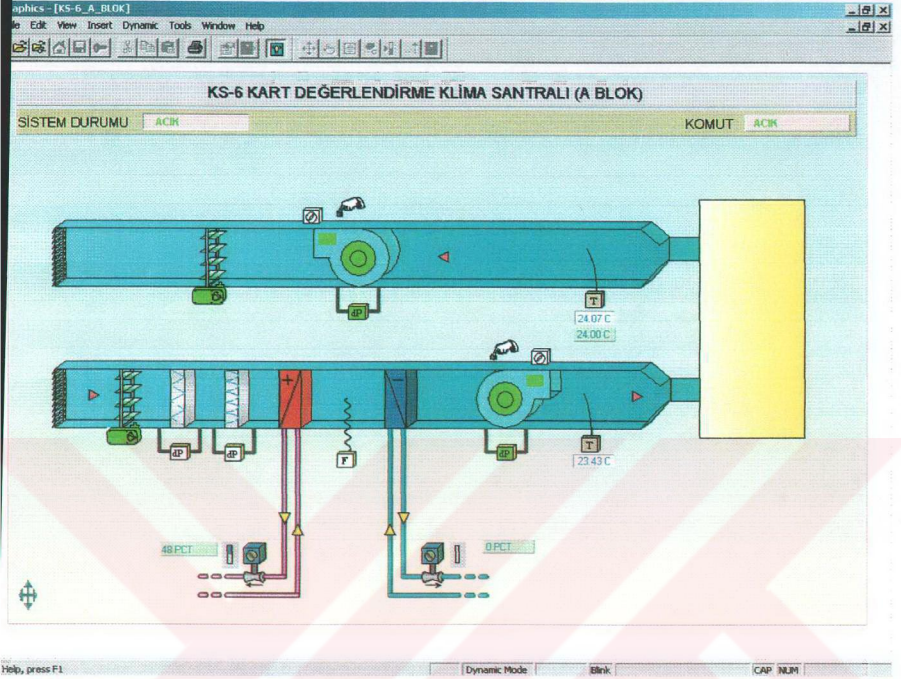 aphics - [KS-6_A_BLOK]
le Edit View Insert Dynamic Tools Window Help
KS-6 KART DEĞERLENDİRME KLİMA SANTRALI (A BLOK)
SİSTEM DURUMU ACIK KOMUT ACIK
dP
T
24.07 C
24.00 C
+ −
dP dP F dP T
23.43 C
48 PCT 0 PCT
Help, press F1 Dynamic Mode Blink CAP NUM